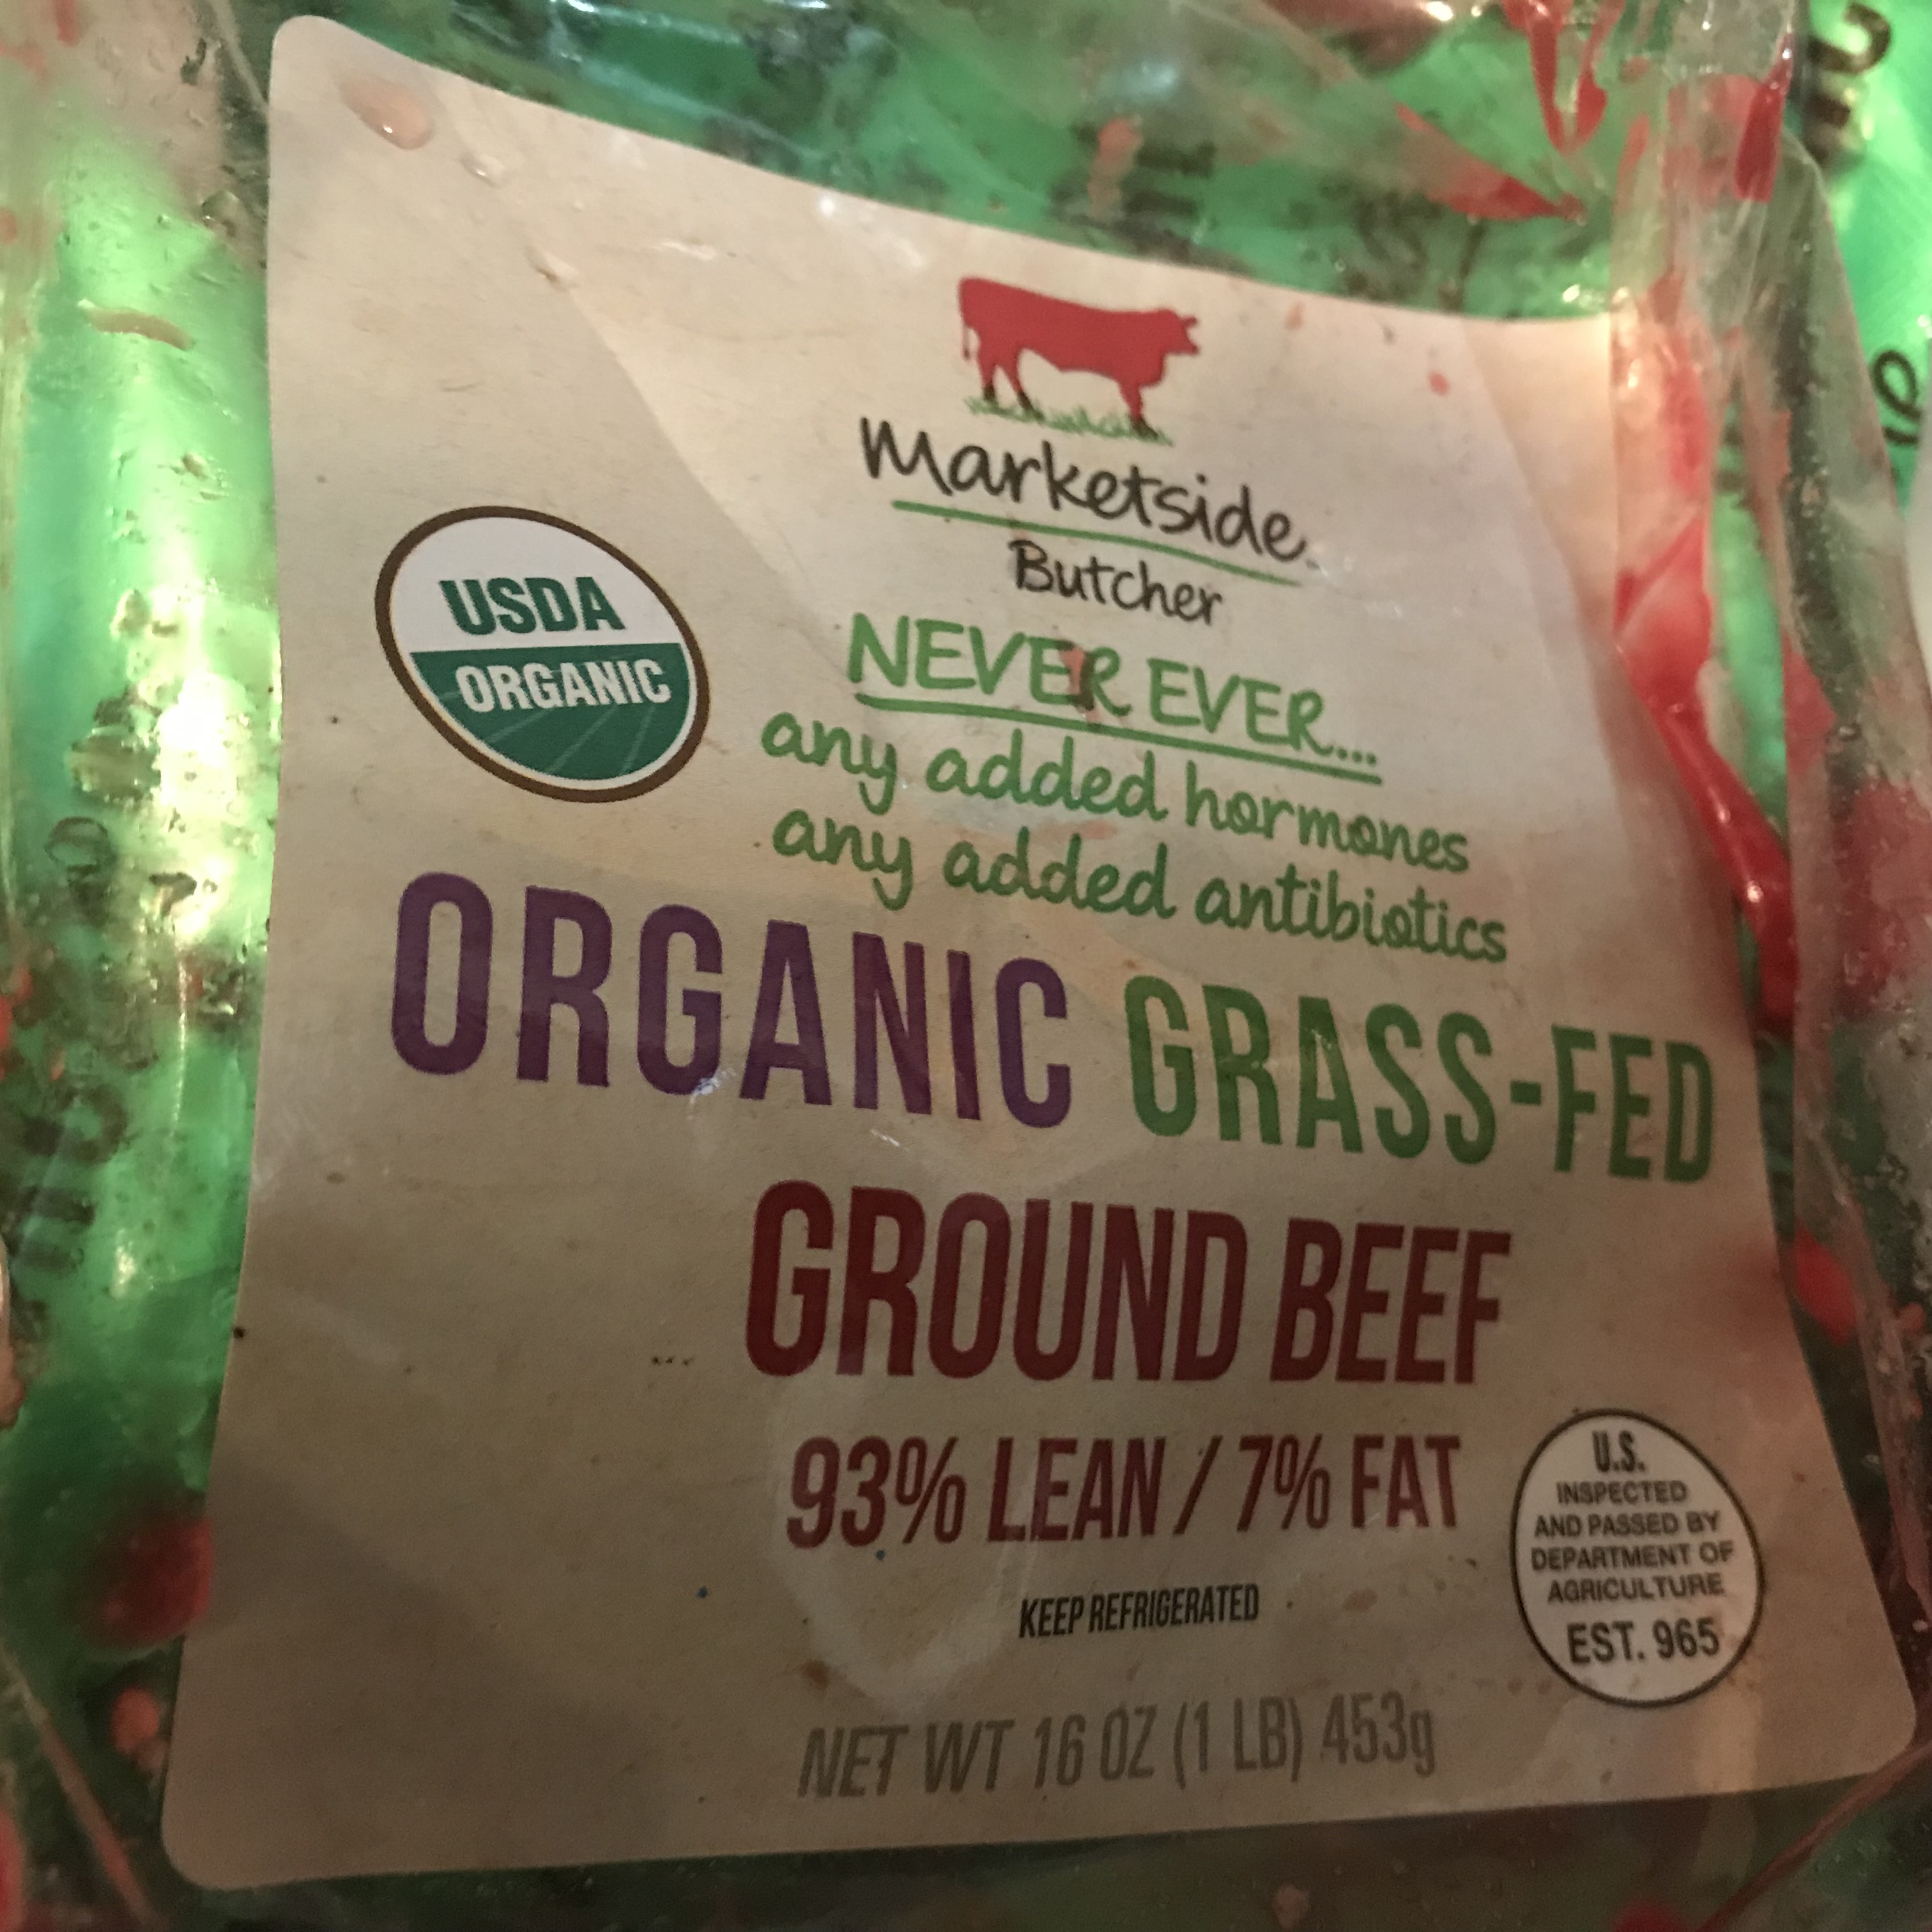 Marketside
Butcher
NEVER EVER...
any added hormones
any added antibiotics
USDA
ORGANIC
ORGANIC GRASS-FED
GROUND BEEF
93% LEAN / 7% FAT
KEEP REFRIGERATED
U.S.
INSPECTED
AND PASSED BY
DEPARTMENT OF
AGRICULTURE
EST. 965
NET WT 16 OZ (1 LB) 453g